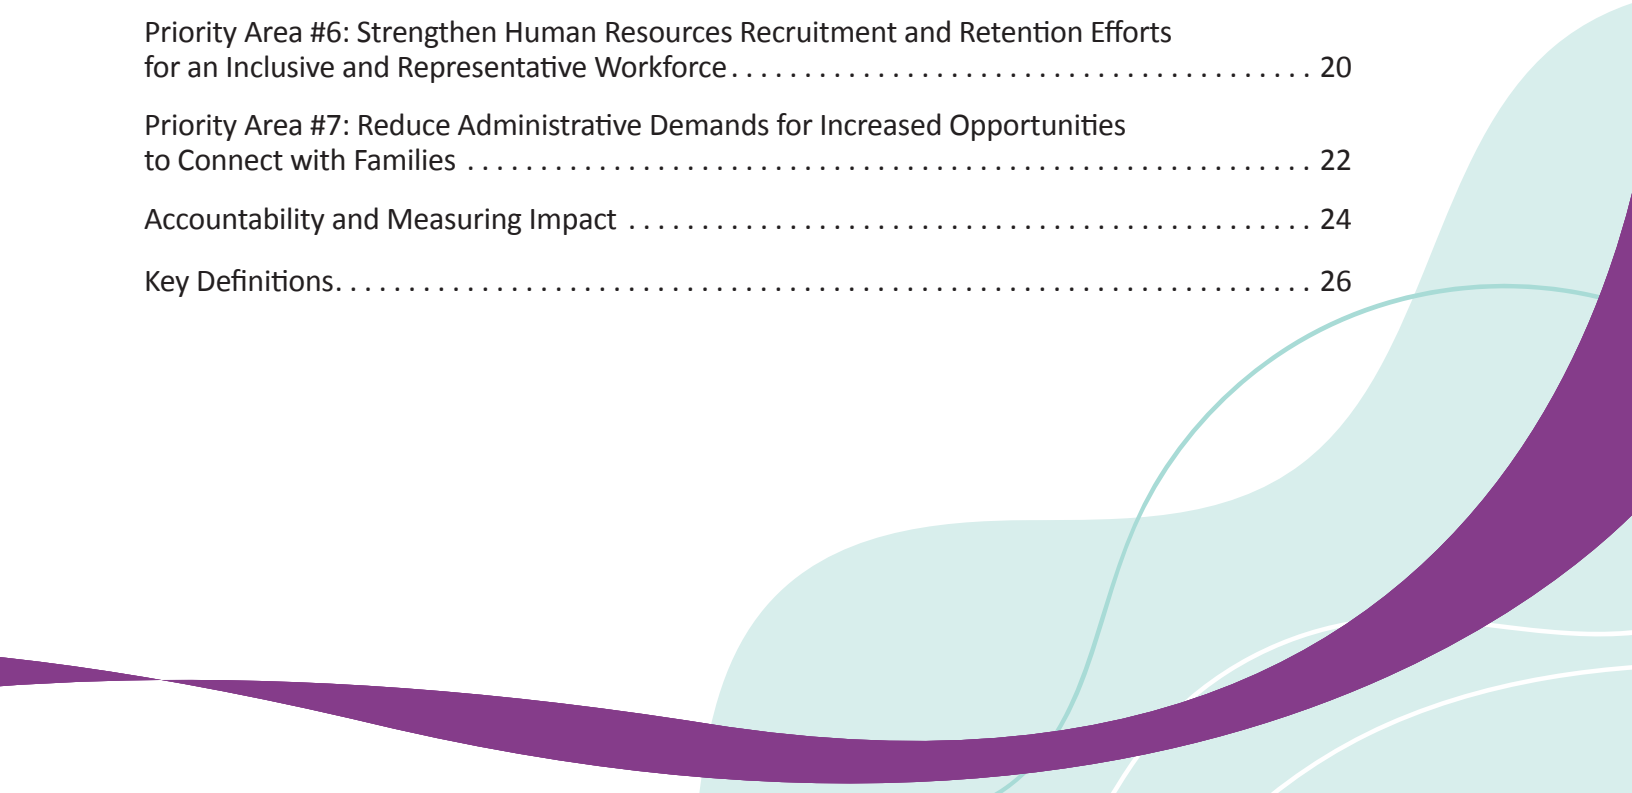 Priority Area #6: Strengthen Human Resources Recruitment and Retention Efforts
for an Inclusive and Representative Workforce . . . . . . . . . . . . . . . . . . . . . . . . . . . . . . . . . . . . . . . . 20
Priority Area #7: Reduce Administrative Demands for Increased Opportunities
to Connect with Families . . . . . . . . . . . . . . . . . . . . . . . . . . . . . . . . . . . . . . . . . . . . . . . . . . . . . . . . . . 22
Accountability and Measuring Impact . . . . . . . . . . . . . . . . . . . . . . . . . . . . . . . . . . . . . . . . . . . . . . . 24
Key Definitions. . . . . . . . . . . . . . . . . . . . . . . . . . . . . . . . . . . . . . . . . . . . . . . . . . . . . . . . . . . . . . . . . . . 26